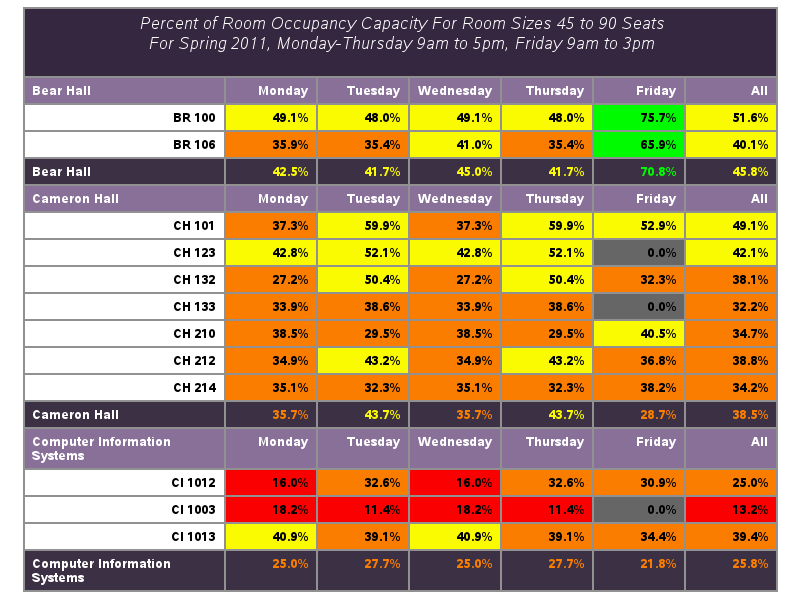 Percent of Room Occupancy Capacity For Room Sizes 45 to 90 Seats
For Spring 2011, Monday-Thursday 9am to 5pm, Friday 9am to 3pm
Bear Hall Monday Tuesday Wednesday Thursday Friday All
BR 100 49.1% 48.0% 49.1% 48.0% 75.7% 51.6%
BR 106 35.9% 35.4% 41.0% 35.4% 65.9% 40.1%
Bear Hall 42.5% 41.7% 45.0% 41.7% 70.8% 45.8%
Cameron Hall Monday Tuesday Wednesday Thursday Friday All
CH 101 37.3% 59.9% 37.3% 59.9% 52.9% 49.1%
CH 123 42.8% 52.1% 42.8% 52.1% 0.0% 42.1%
CH 132 27.2% 50.4% 27.2% 50.4% 32.3% 38.1%
CH 133 33.9% 38.6% 33.9% 38.6% 0.0% 32.2%
CH 210 38.5% 29.5% 38.5% 29.5% 40.5% 34.7%
CH 212 34.9% 43.2% 34.9% 43.2% 36.8% 38.8%
CH 214 35.1% 32.3% 35.1% 32.3% 38.2% 34.2%
Cameron Hall 35.7% 43.7% 35.7% 43.7% 28.7% 38.5%
Computer Information Monday Tuesday Wednesday Thursday Friday All
Systems
CI 1012 16.0% 32.6% 16.0% 32.6% 30.9% 25.0%
CI 1003 18.2% 11.4% 18.2% 11.4% 0.0% 13.2%
CI 1013 40.9% 39.1% 40.9% 39.1% 34.4% 39.4%
Computer Information 25.0% 27.7% 25.0% 27.7% 21.8% 25.8%
Systems